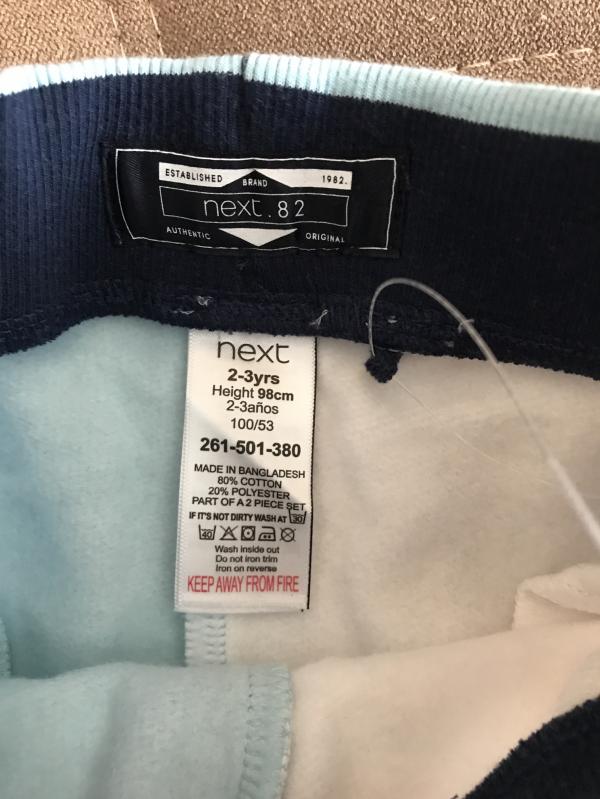 ESTABLISHED BRAND 1982.
next.82
AUTHENTIC ORIGINAL
next
2-3yrs
Height 98cm
2-3años
100/53
261-501-380
MADE IN BANGLADESH
80% COTTON
20% POLYESTER
PART OF A 2 PIECE SET
IF IT'S NOT DIRTY WASH AT 30
40
Wash inside out
Do not iron trim
Iron on reverse
KEEP AWAY FROM FIRE